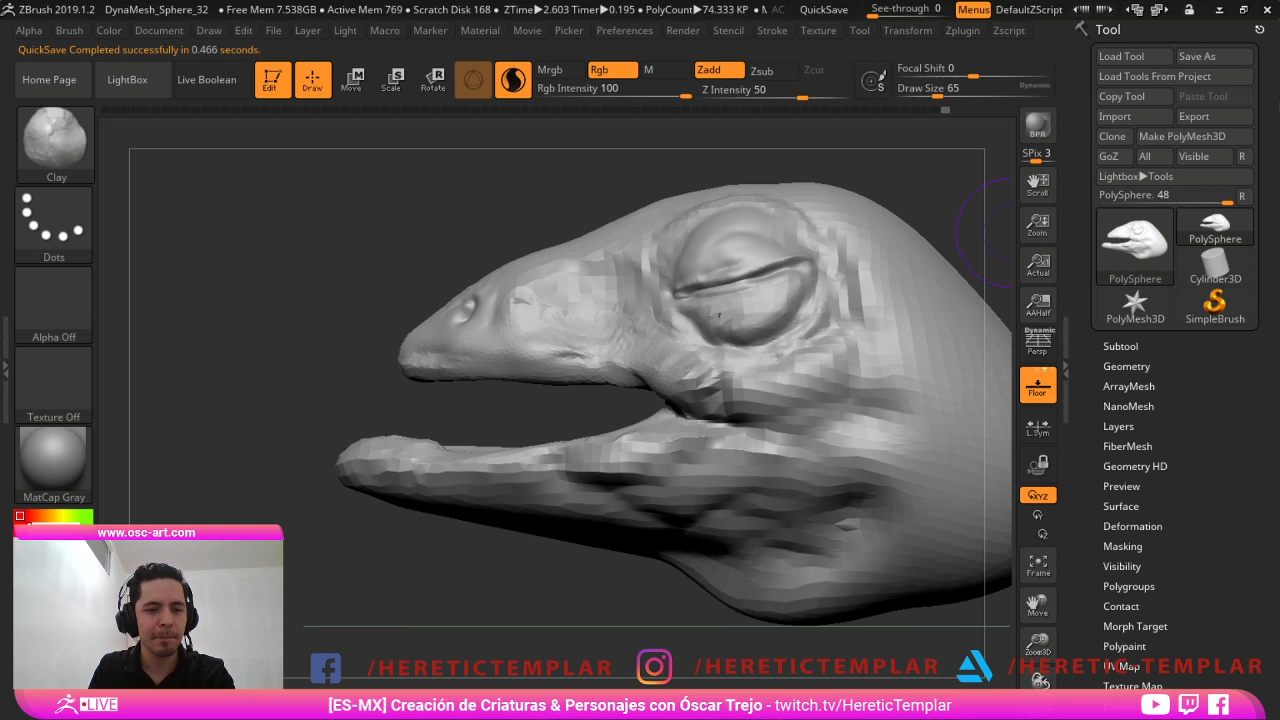 ZBrush 2019.1.2 DynaMesh_Sphere_32 • Free Mem 7.538GB • Active Mem 769 • Scratch Disk 168 • ZTime▶2.603 Timer▶0.195 • PolyCount▶74.333 KP • M AC QuickSave See-through 0 Menus DefaultZScript
Alpha Brush Color Document Draw Edit File Layer Light Macro Marker Material Movie Picker Preferences Render Stencil Stroke Texture Tool Transform Zplugin Zscript
QuickSave Completed successfully in 0.466 seconds.
Home Page LightBox Live Boolean Edit Draw Move Scale Rotate
Mrgb Rgb M Zadd Zsub Zcut
Rgb Intensity 100 Z Intensity 50
Focal Shift 0
Draw Size 65 Dynamic
Clay
Dots
Alpha Off
Texture Off
MatCap Gray
BPR
SPix 3
Scroll
Zoom
Actual
AAHalf
Dynamic
Persp
Floor
L.Sym
XYZ
Y
Z
Frame
Move
Zoom3D
Tool
Load Tool Save As
Load Tools From Project
Copy Tool Paste Tool
Import Export
Clone Make PolyMesh3D
GoZ All Visible R
Lightbox▶Tools
PolySphere. 48 R
PolySphere PolySphere
Cylinder3D
PolyMesh3D SimpleBrush
Subtool
Geometry
ArrayMesh
NanoMesh
Layers
FiberMesh
Geometry HD
Preview
Surface
Deformation
Masking
Visibility
Polygroups
Contact
Morph Target
Polypaint
UV Map
Texture Map
www.osc-art.com
/HERETICTEMPLAR /HERETICTEMPLAR /HERETICTEMPLAR
LIVE [ES-MX] Creación de Criaturas & Personajes con Óscar Trejo - twitch.tv/HereticTemplar